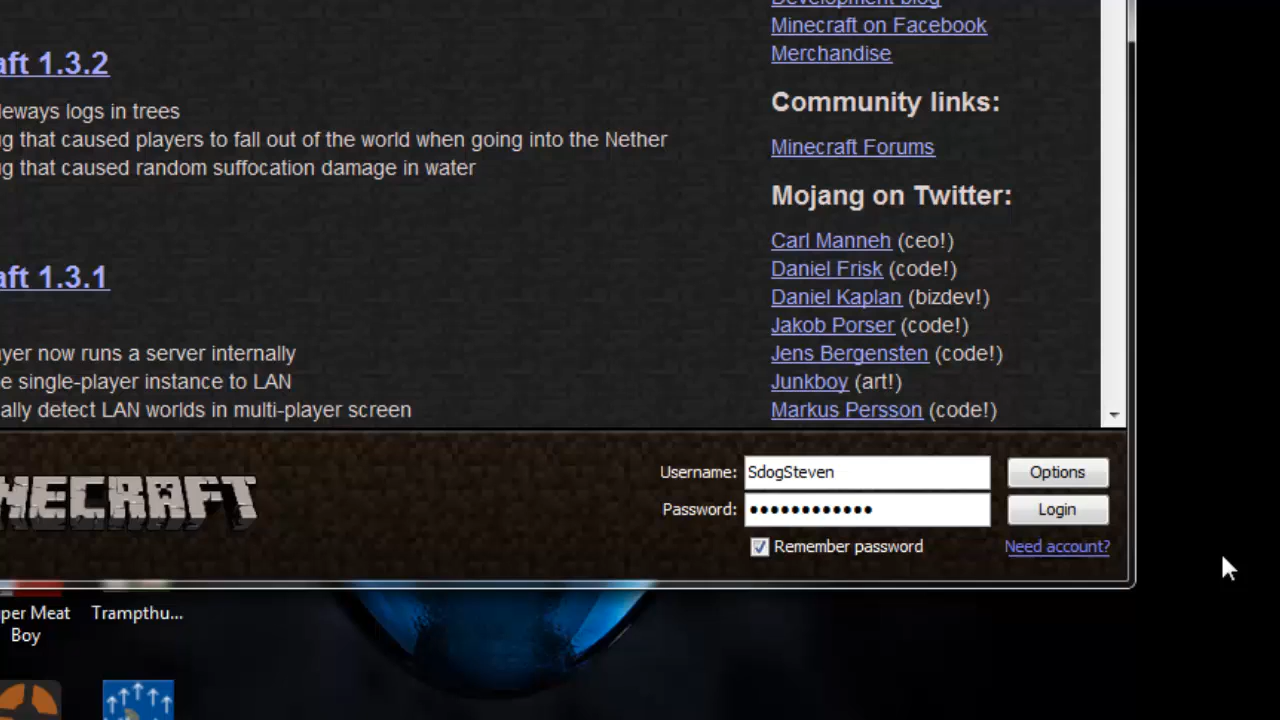 Development blog
Minecraft on Facebook
Merchandise
aft 1.3.2
leways logs in trees
g that caused players to fall out of the world when going into the Nether
g that caused random suffocation damage in water
Community links:
Minecraft Forums
Mojang on Twitter:
Carl Manneh (ceo!)
Daniel Frisk (code!)
Daniel Kaplan (bizdev!)
Jakob Porser (code!)
Jens Bergensten (code!)
Junkboy (art!)
Markus Persson (code!)
aft 1.3.1
yer now runs a server internally
e single-player instance to LAN
ally detect LAN worlds in multi-player screen
NECRAFT
Username: SdogSteven Options
Password: •••••••••••• Login
Remember password Need account?
per Meat
Boy
Trampthu...